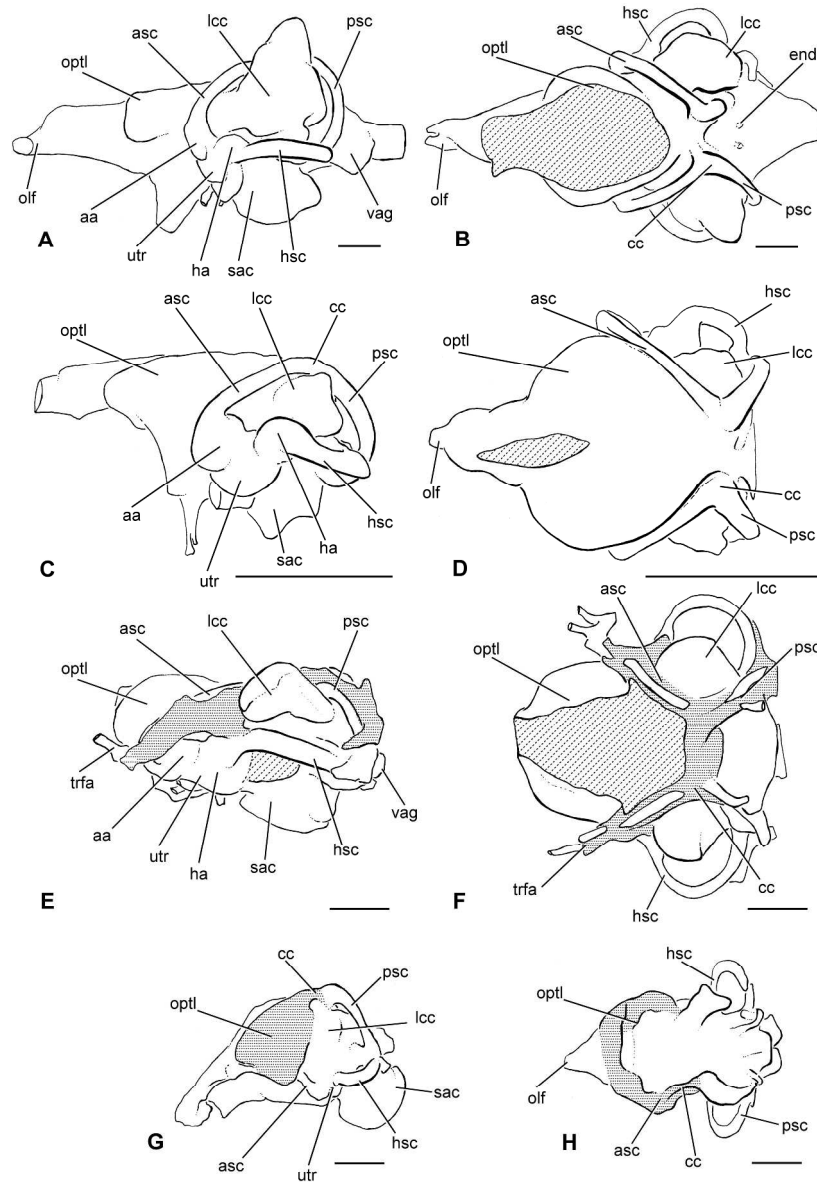 asc lcc psc
optl
olf
aa
utr
ha
sac
hsc
vag
A
hsc
asc
lcc
optl
end
olf
cc
psc
B
asc lcc cc
optl
psc
aa
utr
sac
ha
hsc
C
asc
hsc
optl
lcc
olf
cc
psc
D
asc lcc psc
optl
trfa
aa
utr
ha
sac
hsc
vag
E
asc lcc
optl
psc
trfa
hsc
cc
F
cc
psc
optl
lcc
sac
asc
utr
hsc
G
hsc
optl
olf
asc
cc
psc
H